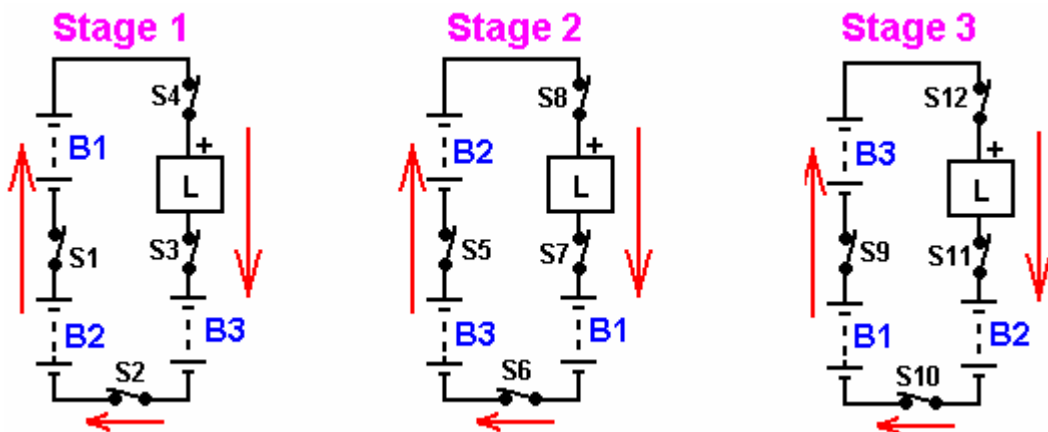 Stage 1
S4
B1
+
L
S1
S3
B2
B3
S2
Stage 2
S8
B2
+
L
S5
S7
B3
B1
S6
Stage 3
S12
B3
+
L
S9
S11
B1
B2
S10